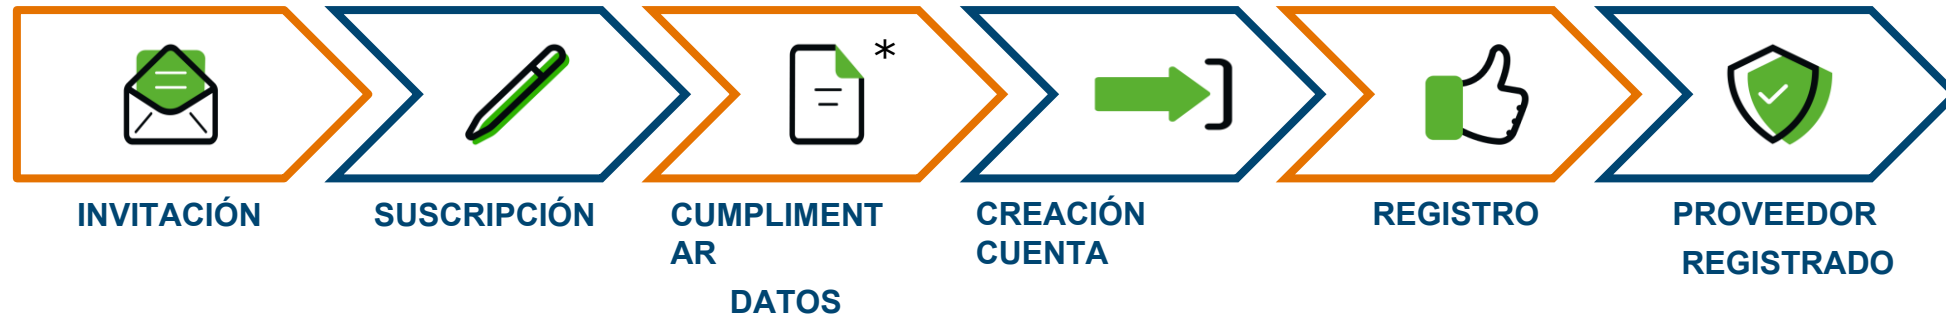 *
INVITACIÓN
SUSCRIPCIÓN
CUMPLIMENT
AR
DATOS
CREACIÓN
CUENTA
REGISTRO
PROVEEDOR
REGISTRADO